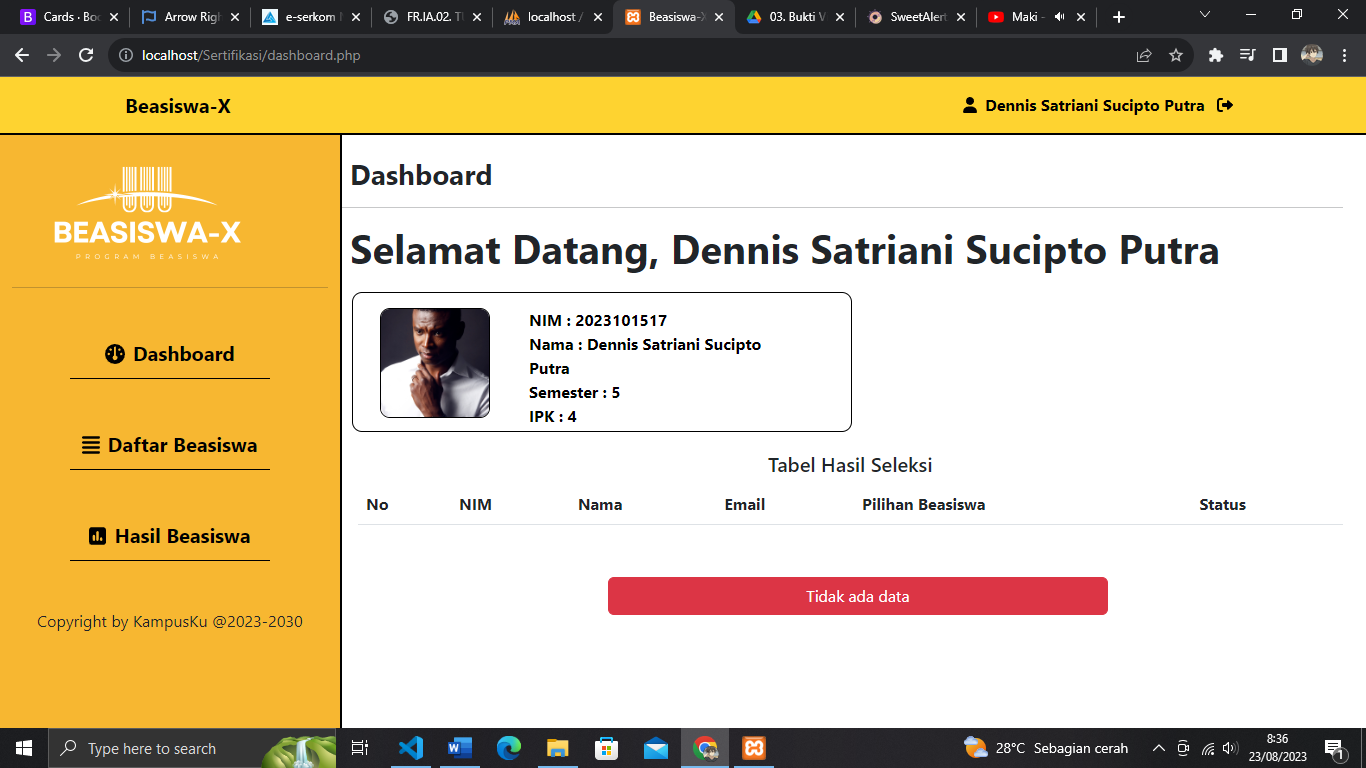 Cards · Bo
Arrow Righ
e-serkom
FR.IA.02. T
localhost /
Beasiswa-X
03. Bukti
SweetAlert
Maki -
localhost/Sertifikasi/dashboard.php
Beasiswa-X
Dennis Satriani Sucipto Putra
BEASISWA-X
PROGRAM BEASISWA
Dashboard
Daftar Beasiswa
Hasil Beasiswa
Copyright by KampusKu @2023-2030
Dashboard
Selamat Datang, Dennis Satriani Sucipto Putra
NIM : 2023101517
Nama : Dennis Satriani Sucipto
Putra
Semester : 5
IPK : 4
Tabel Hasil Seleksi
No NIM Nama Email Pilihan Beasiswa Status
Tidak ada data
Type here to search
28°C Sebagian cerah
8:36
23/08/2023
1